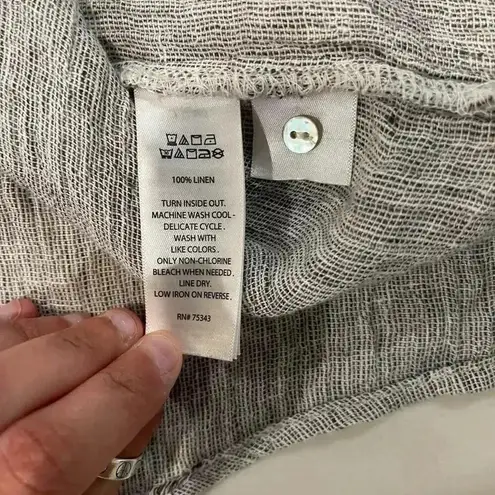 100% LINEN
TURN INSIDE OUT.
MACHINE WASH COOL -
DELICATE CYCLE.
WASH WITH
LIKE COLORS.
ONLY NON-CHLORINE
BLEACH WHEN NEEDED.
LINE DRY.
LOW IRON ON REVERSE.
RN# 75343